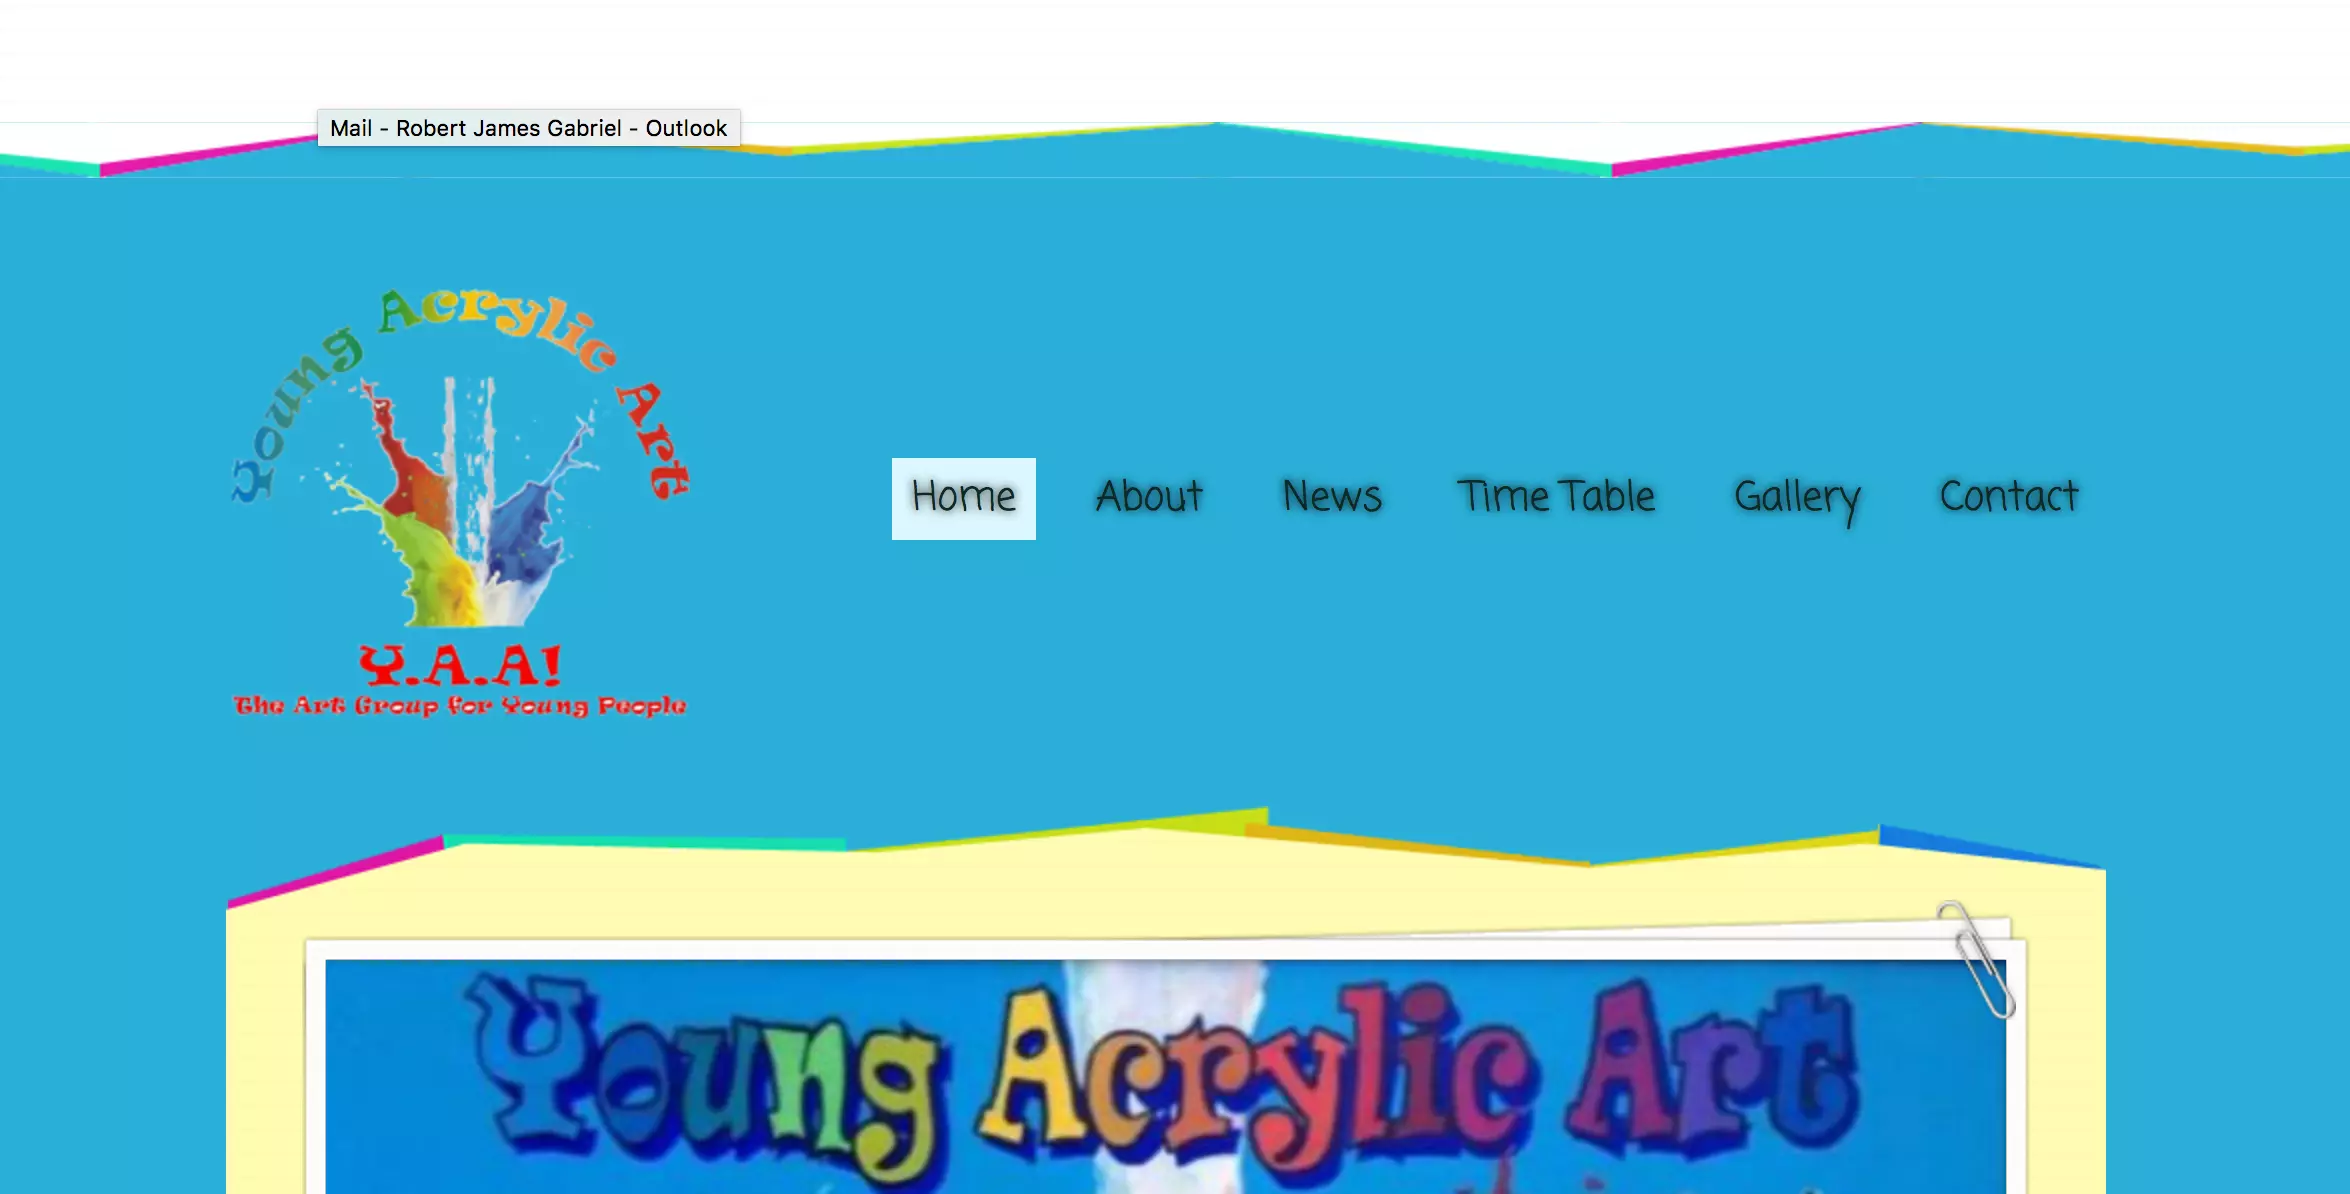 Mail - Robert James Gabriel - Outlook
Young Acrylic Art
Y.A.A!
The Art Group for Young People
Home About News Time Table Gallery Contact
Young Acrylic Art